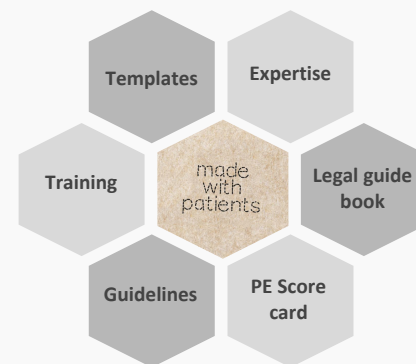 Templates
Expertise
Training
made
with
patients
Legal guide
book
Guidelines
PE Score
card